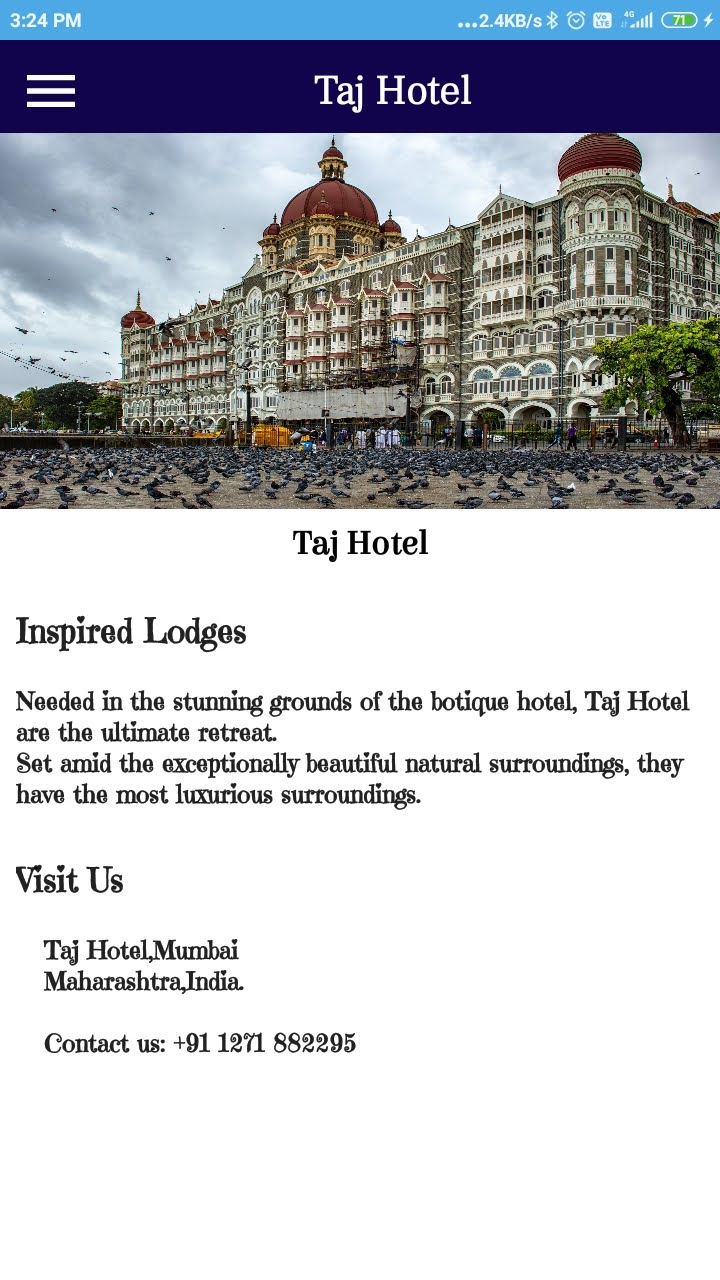 3:24 PM
...2.4KB/s
Vo LTE
4G
71
Taj Hotel
Taj Hotel
Inspired Lodges
Needed in the stunning grounds of the botique hotel, Taj Hotel
are the ultimate retreat.
Set amid the exceptionally beautiful natural surroundings, they
have the most luxurious surroundings.
Visit Us
Taj Hotel,Mumbai
Maharashtra,India.
Contact us: +91 1271 882295